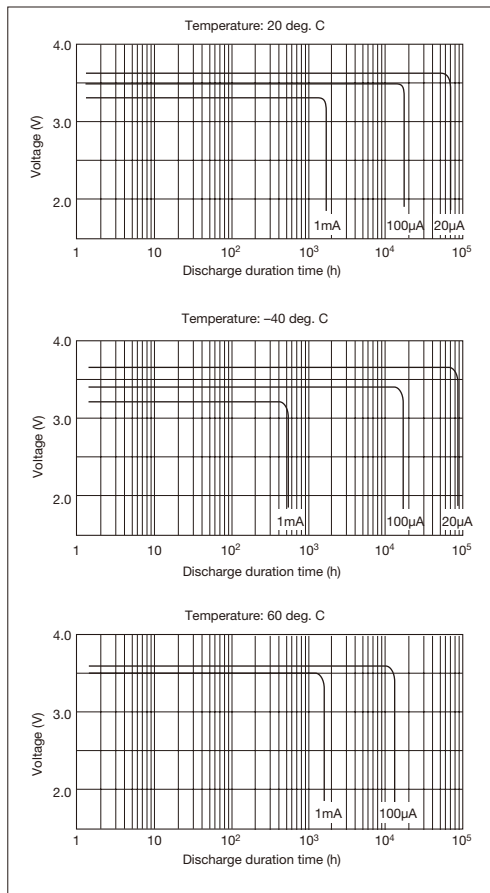 Temperature: 20 deg. C
4.0
3.0
2.0
Voltage (V)
1mA 100µA 20µA
1 10 10² 10³ 10⁴ 10⁵
Discharge duration time (h)
Temperature: –40 deg. C
4.0
3.0
2.0
Voltage (V)
1mA 100µA 20µA
1 10 10² 10³ 10⁴ 10⁵
Discharge duration time (h)
Temperature: 60 deg. C
4.0
3.0
2.0
Voltage (V)
1mA 100µA
1 10 10² 10³ 10⁴ 10⁵
Discharge duration time (h)